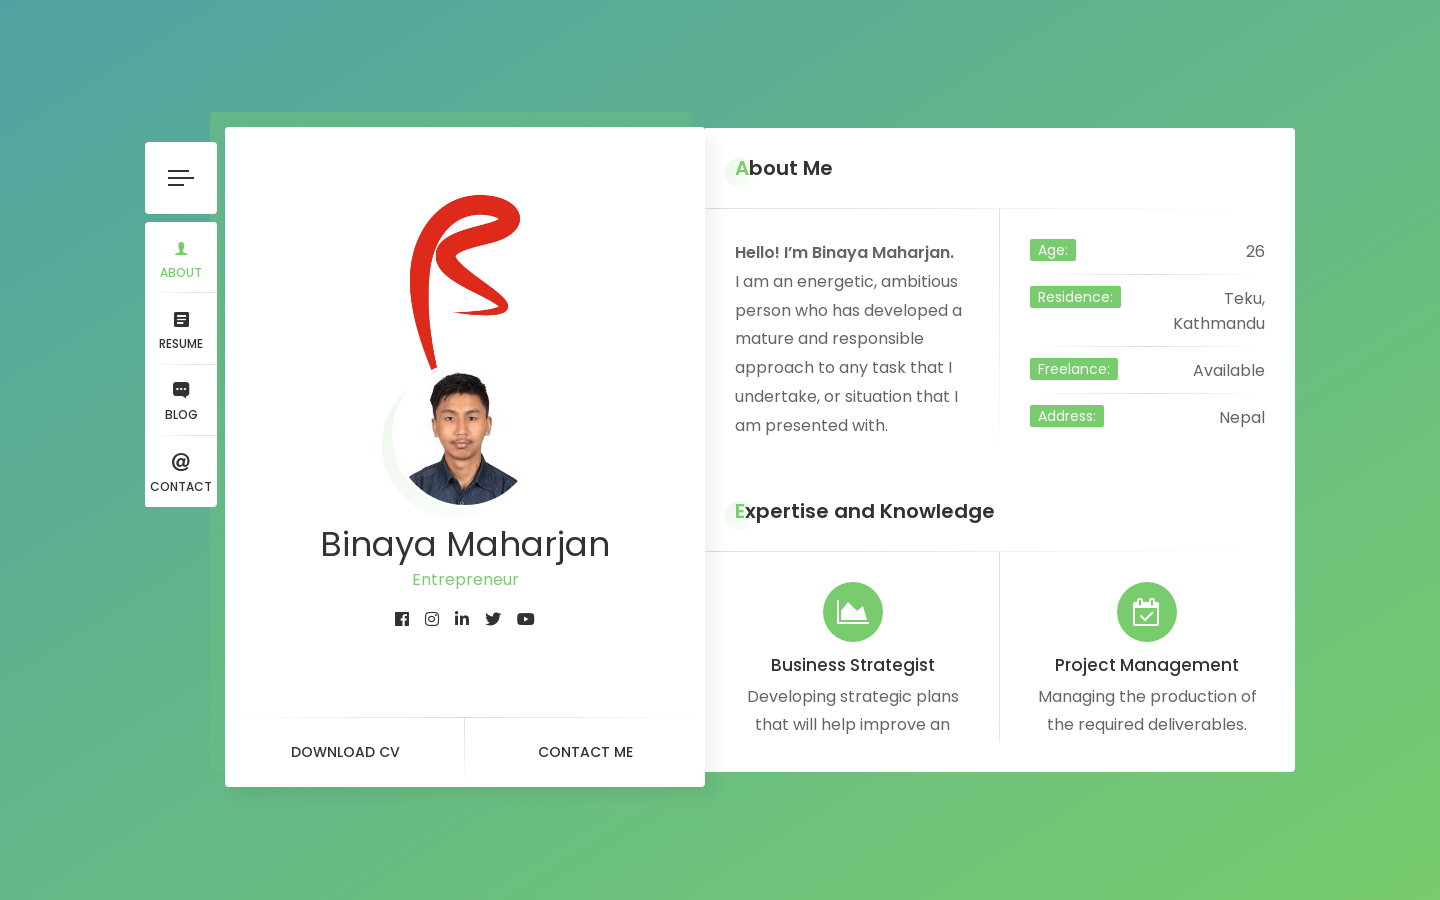 ABOUT
RESUME
BLOG
CONTACT
Binaya Maharjan
Entrepreneur
DOWNLOAD CV
CONTACT ME
About Me
Hello! I’m Binaya Maharjan.
I am an energetic, ambitious
person who has developed a
mature and responsible
approach to any task that I
undertake, or situation that I
am presented with.
Age:
26
Residence:
Teku,
Kathmandu
Freelance:
Available
Address:
Nepal
Expertise and Knowledge
Business Strategist
Developing strategic plans
that will help improve an
Project Management
Managing the production of
the required deliverables.